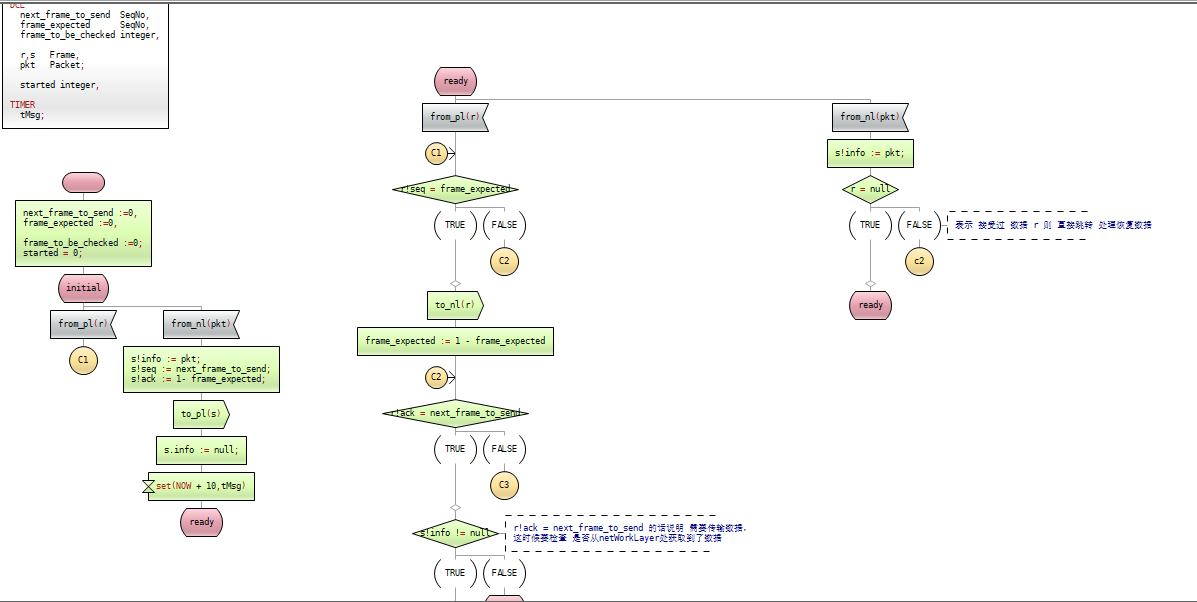 DCL
next_frame_to_send SeqNo,
frame_expected SeqNo,
frame_to_be_checked integer,
r,s Frame,
pkt Packet;
started integer,
TIMER
tMsg;
next_frame_to_send :=0,
frame_expected :=0,
frame_to_be_checked :=0;
started = 0;
initial
from_pl(r)
from_nl(pkt)
C1
s!info := pkt;
s!seq := next_frame_to_send;
s!ack := 1- frame_expected;
to_pl(s)
s.info := null;
set(NOW + 10,tMsg)
ready
ready
from_pl(r)
C1
r!seq = frame_expected
TRUE
FALSE
C2
to_nl(r)
frame_expected := 1 - frame_expected
C2
r!ack = next_frame_to_send
TRUE
FALSE
C3
s!info != null
r!ack = next_frame_to_send 的话说明 需要传输数据.
这时候要检查 是否从netWorkLayer处获取到了数据
TRUE
FALSE
from_nl(pkt)
s!info := pkt;
r = null
TRUE
FALSE
表示 接受过 数据 r 则 直接跳转 处理恢复数据
c2
ready